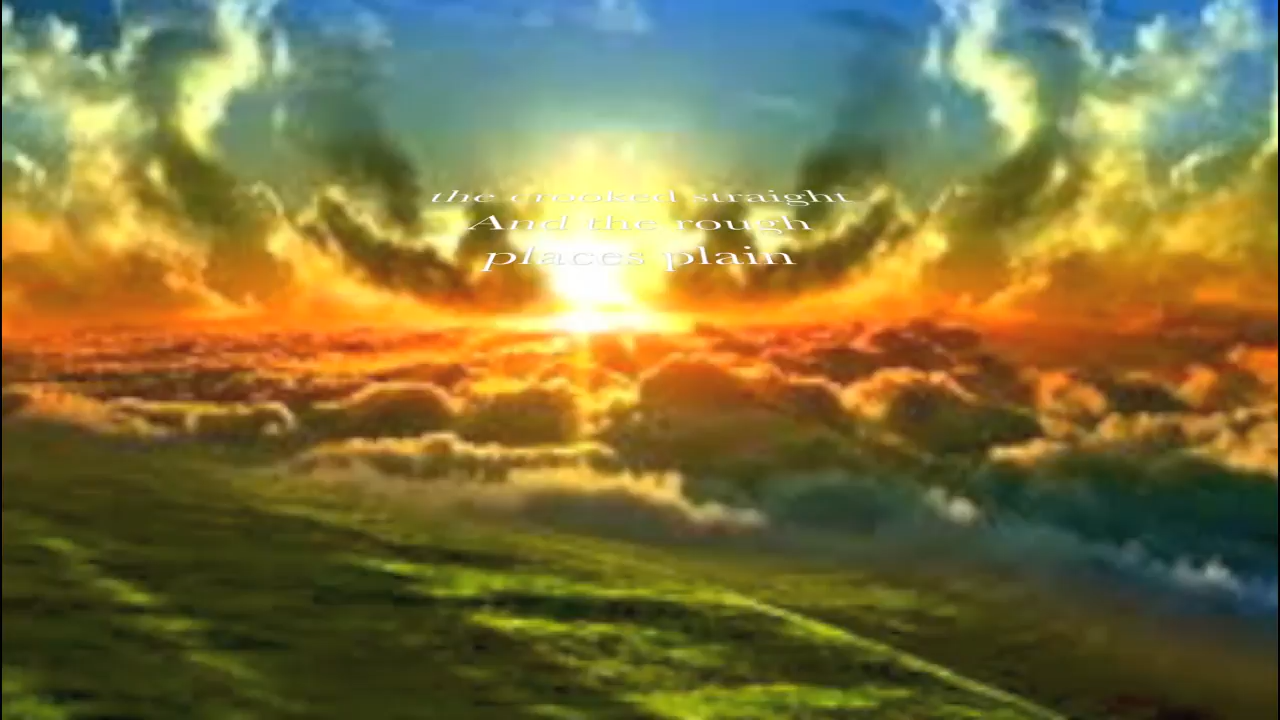 the crooked straight
And the rough
places plain